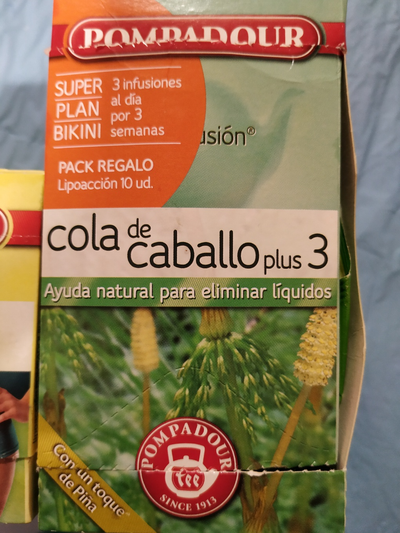 POMPADOUR
SUPER
PLAN
BIKINI
3 infusiones
al día
por 3
semanas
usión®
PACK REGALO
Lipoacción 10 ud.
cola de
caballo plus 3
Ayuda natural para eliminar líquidos
POMPADOUR
tee
SINCE 1913
Con un toque
de Piña